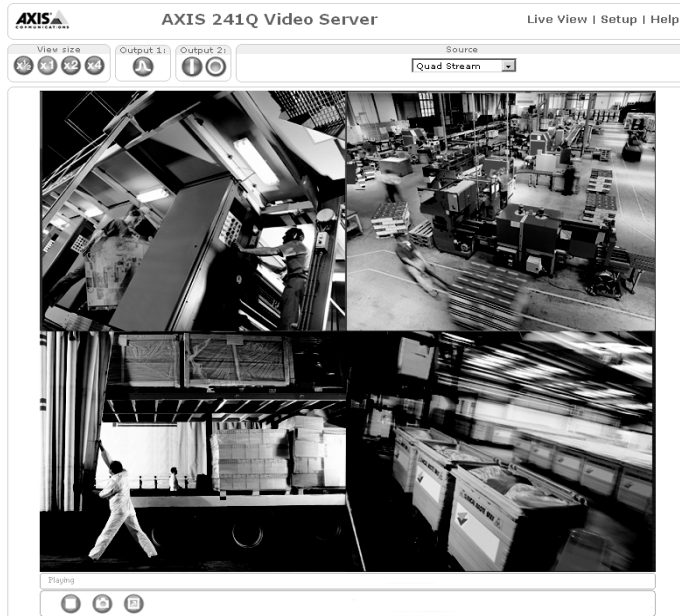 AXIS
COMMUNICATIONS
AXIS 241Q Video Server
Live View | Setup | Help
View size
Output 1:
Output 2:
Source
x½
x1
x2
x4
Quad Stream
Playing